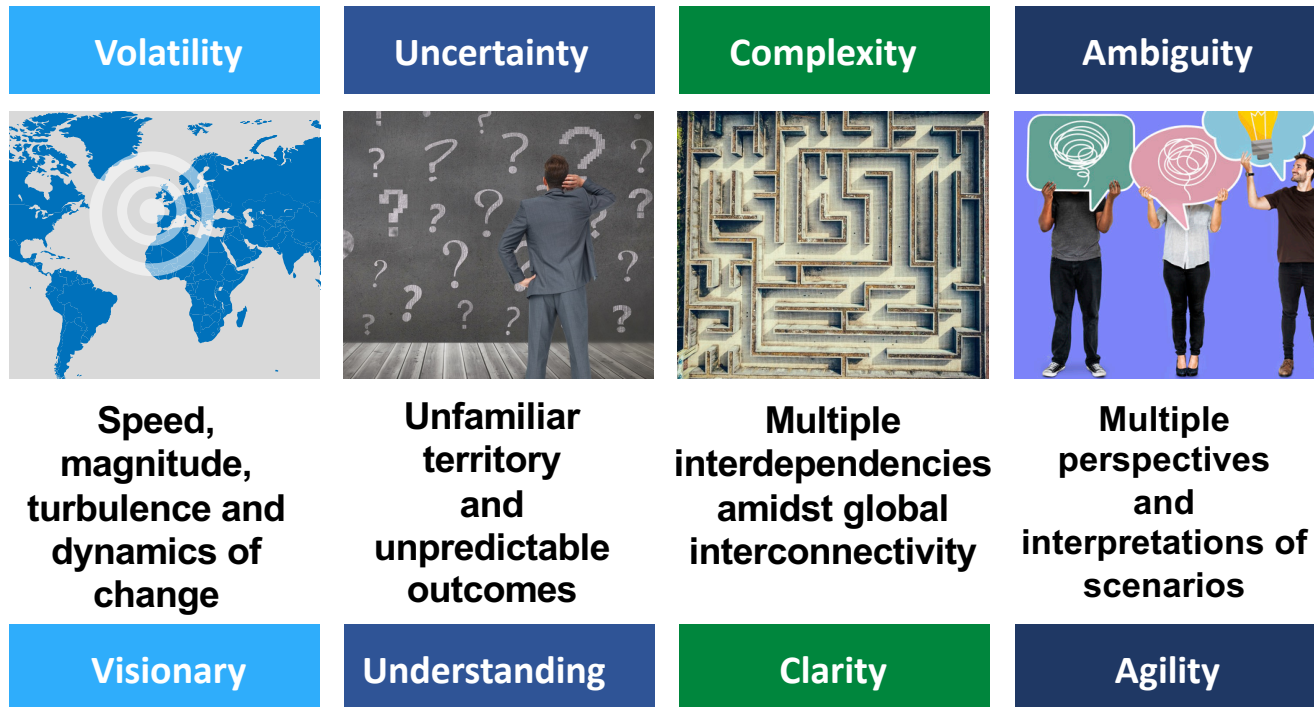 Volatility
Uncertainty
Complexity
Ambiguity
Speed,
magnitude,
turbulence and
dynamics of
change
Unfamiliar
territory
and
unpredictable
outcomes
Multiple
interdependencies
amidst global
interconnectivity
Multiple
perspectives
and
interpretations of
scenarios
Visionary
Understanding
Clarity
Agility